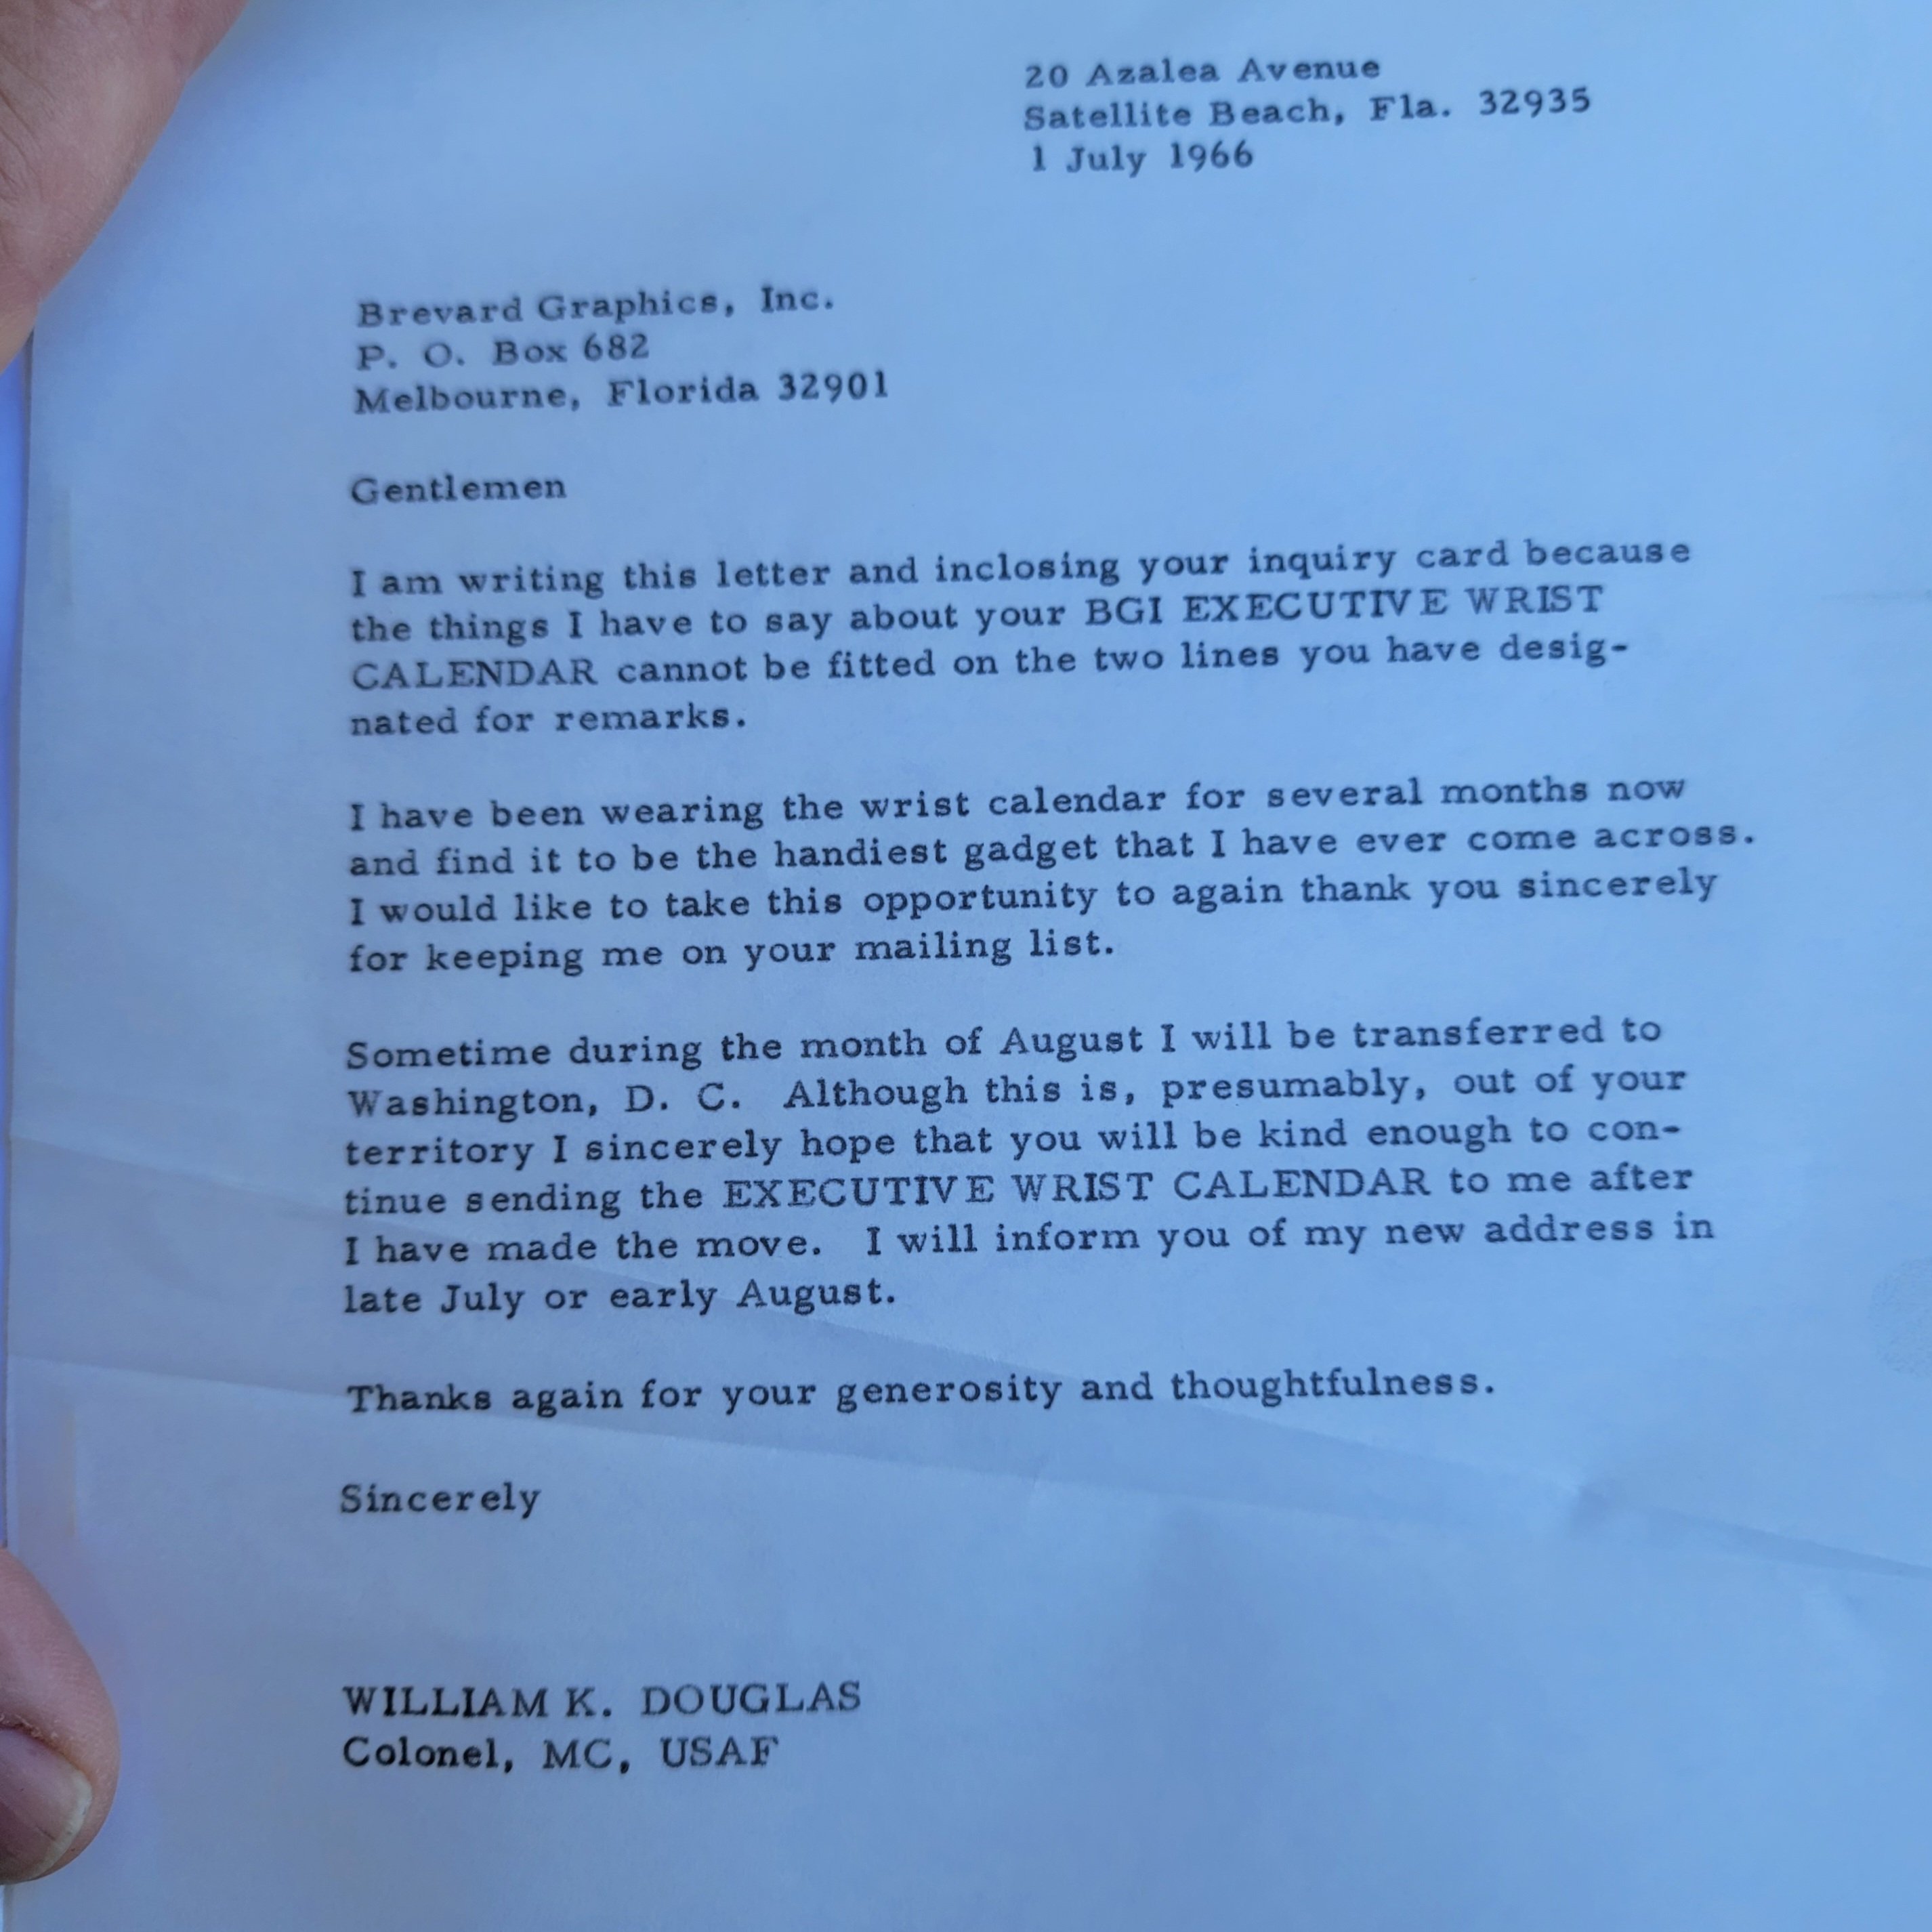 20 Azalea Avenue
Satellite Beach, Fla. 32935
1 July 1966
Brevard Graphics, Inc.
P. O. Box 682
Melbourne, Florida 32901
Gentlemen
I am writing this letter and inclosing your inquiry card because
the things I have to say about your BGI EXECUTIVE WRIST
CALENDAR cannot be fitted on the two lines you have desig-
nated for remarks.
I have been wearing the wrist calendar for several months now
and find it to be the handiest gadget that I have ever come across.
I would like to take this opportunity to again thank you sincerely
for keeping me on your mailing list.
Sometime during the month of August I will be transferred to
Washington, D. C. Although this is, presumably, out of your
territory I sincerely hope that you will be kind enough to con-
tinue sending the EXECUTIVE WRIST CALENDAR to me after
I have made the move. I will inform you of my new address in
late July or early August.
Thanks again for your generosity and thoughtfulness.
Sincerely
WILLIAM K. DOUGLAS
Colonel, MC, USAF